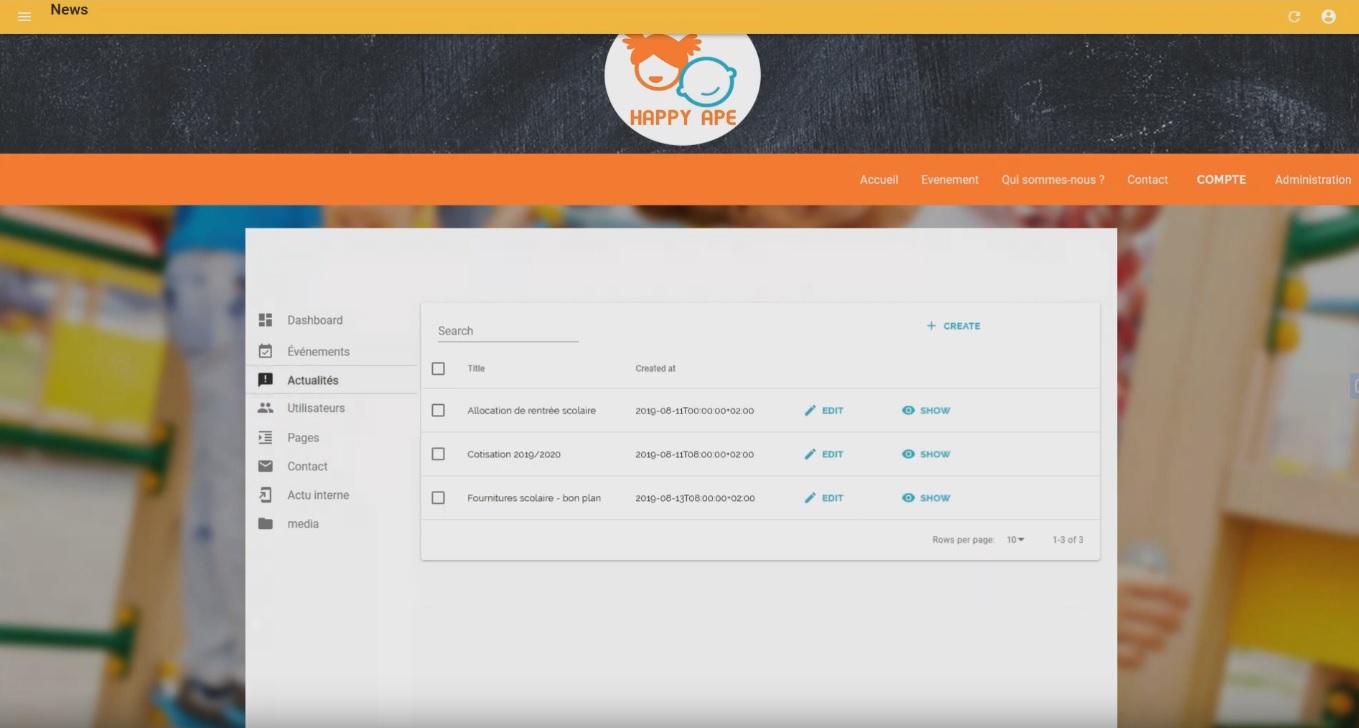 News
HAPPY APE
Accueil Evenement Qui sommes-nous ? Contact COMPTE Administration
Dashboard
Événements
Actualités
Utilisateurs
Pages
Contact
Actu interne
media
Search
+ CREATE
Title Created at
Allocation de rentrée scolaire 2019-08-11T00:00:00+02:00 EDIT SHOW
Cotisation 2019/2020 2019-08-11T08:00:00+02:00 EDIT SHOW
Fournitures scolaire - bon plan 2019-08-13T08:00:00+02:00 EDIT SHOW
Rows per page: 10 1-3 of 3